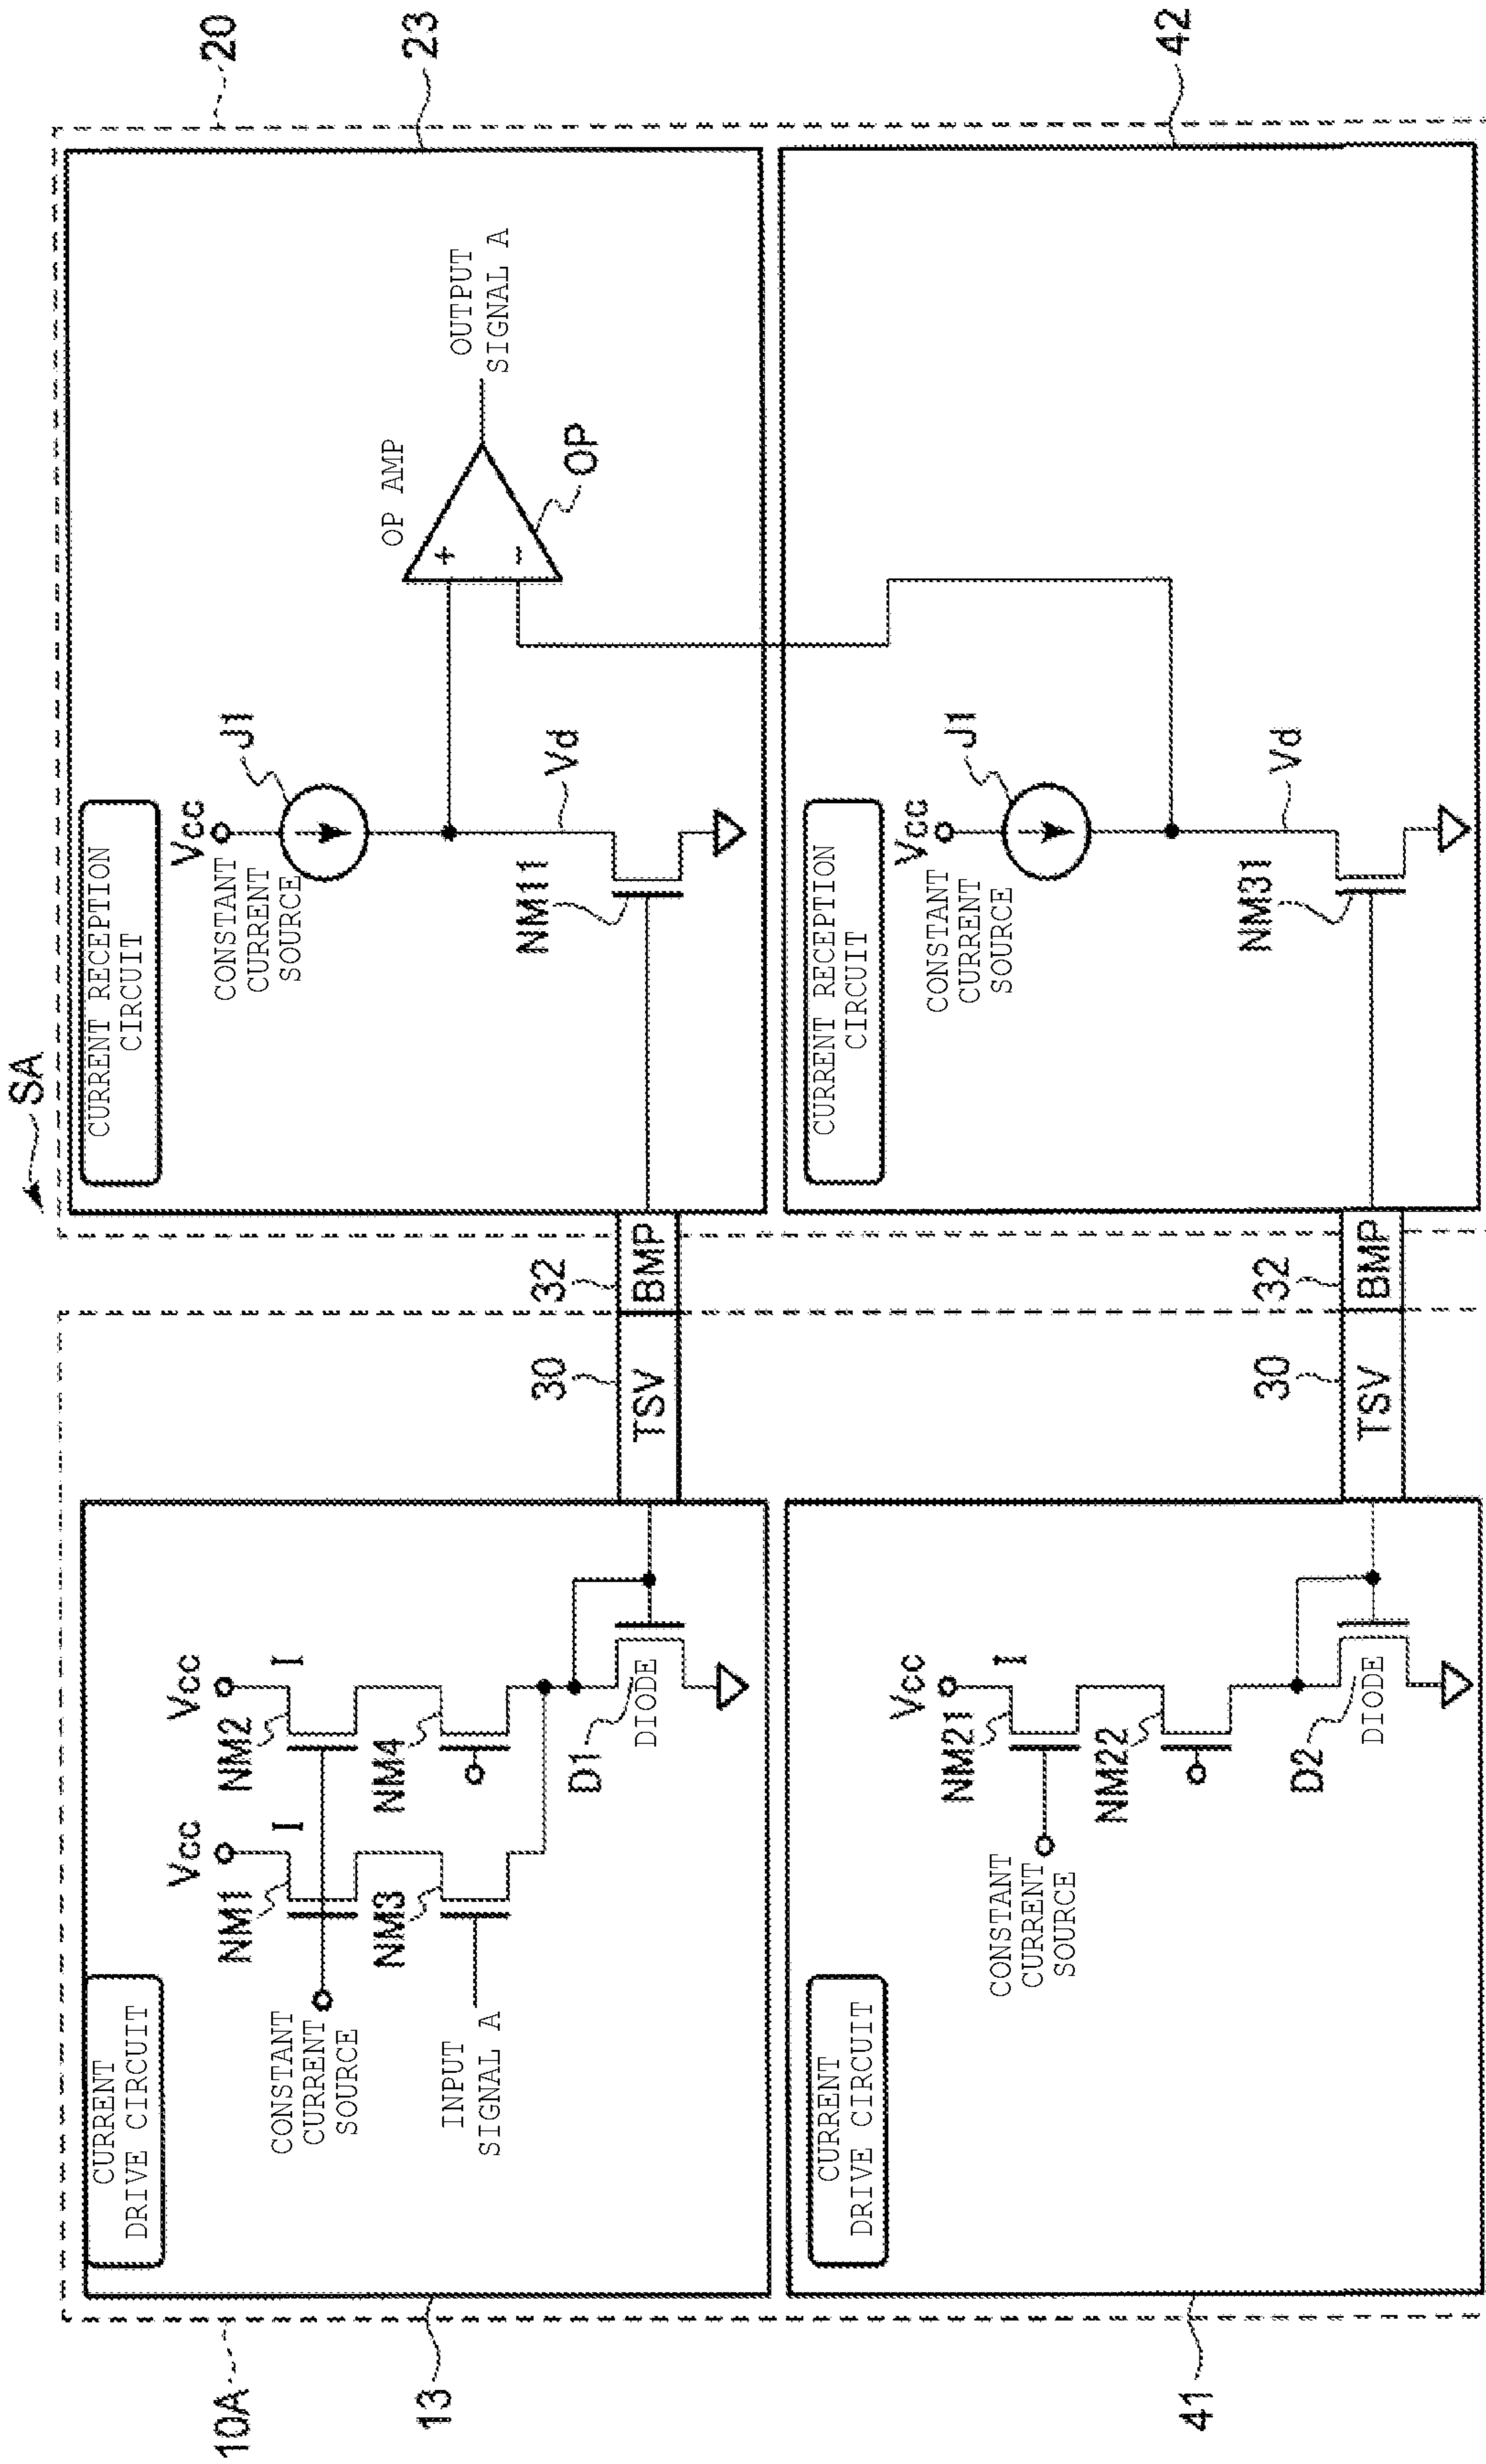 SA
10A
20
13
CURRENT
DRIVE CIRCUIT
Vcc
Vcc
NM1
I
NM2
I
CONSTANT
CURRENT
SOURCE
NM3
NM4
INPUT
SIGNAL A
D1
DIODE
30
TSV
32
BMP
23
CURRENT RECEPTION
CIRCUIT
Vcc
J1
CONSTANT
CURRENT
SOURCE
OP AMP
+
-
OP
OUTPUT
SIGNAL A
NM11
Vd
41
CURRENT
DRIVE CIRCUIT
Vcc
NM21
I
CONSTANT
CURRENT
SOURCE
NM22
D2
DIODE
30
TSV
32
BMP
42
CURRENT RECEPTION
CIRCUIT
Vcc
J1
CONSTANT
CURRENT
SOURCE
NM31
Vd